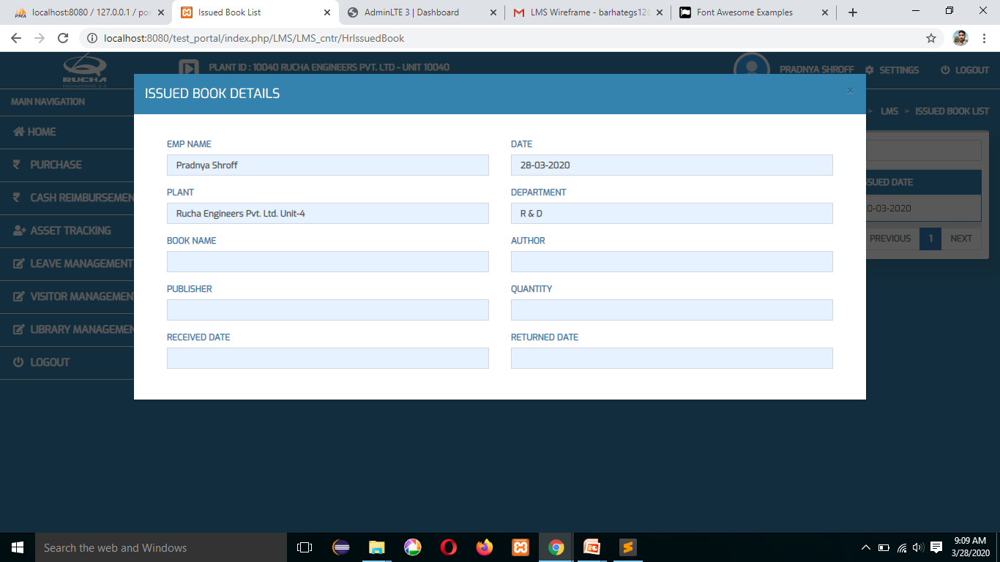 localhost:8080 / 127.0.0.1 / por
Issued Book List
AdminLTE 3 | Dashboard
LMS Wireframe - barhategs126
Font Awesome Examples
localhost:8080/test_portal/index.php/LMS/LMS_cntr/HrIssuedBook
RUCHA
PLANT ID : 10040 RUCHA ENGINEERS PVT. LTD - UNIT 10040
PRADNYA SHROFF
SETTINGS
LOGOUT
MAIN NAVIGATION
HOME
PURCHASE
CASH REIMBURSEMEN
ASSET TRACKING
LEAVE MANAGEMENT
VISITOR MANAGEMEN
LIBRARY MANAGEMEN
LOGOUT
> LMS > ISSUED BOOK LIST
ISSUED BOOK DETAILS
x
EMP NAME
Pradnya Shroff
DATE
28-03-2020
PLANT
Rucha Engineers Pvt. Ltd. Unit-4
DEPARTMENT
R & D
BOOK NAME
AUTHOR
PUBLISHER
QUANTITY
RECEIVED DATE
RETURNED DATE
SSUED DATE
0-03-2020
PREVIOUS
1
NEXT
Search the web and Windows
9:09 AM
3/28/2020